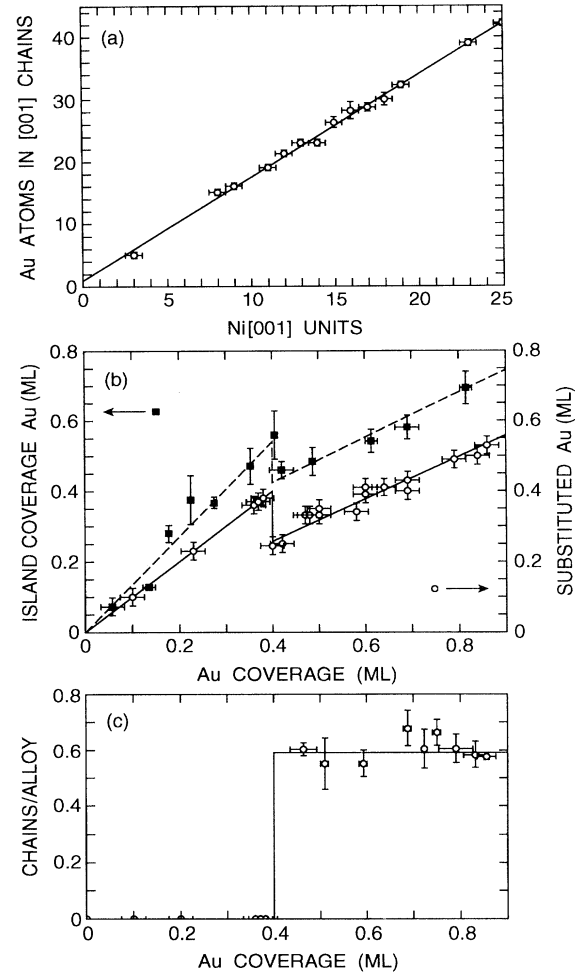 (a)
Au ATOMS IN [001] CHAINS
40
30
20
10
0
0 5 10 15 20 25
Ni[001] UNITS
(b)
ISLAND COVERAGE Au (ML)
SUBSTITUTED Au (ML)
0.8 0.8
0.6 0.6
0.4 0.4
0.2 0.2
0 0
0 0.2 0.4 0.6 0.8
Au COVERAGE (ML)
(c)
CHAINS/ALLOY
0.8
0.6
0.4
0.2
0
0 0.2 0.4 0.6 0.8
Au COVERAGE (ML)